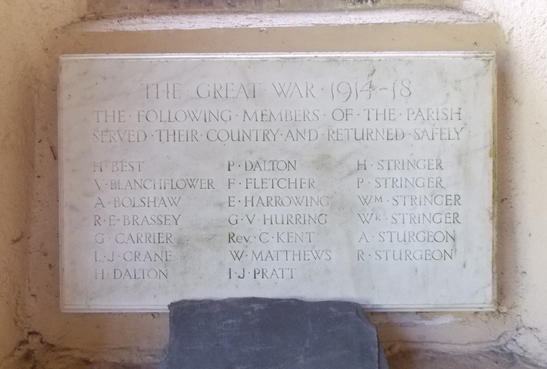 THE GREAT WAR · 1914-18
THE · FOLLOWING · MEMBERS · OF · THE · PARISH
SERVED · THEIR · COUNTRY · AND · RETURNED · SAFELY
H · BEST
V · BLANCHFLOWER
A · BOLSHAW
R · E · BRASSEY
G · CARRIER
L · J · CRANE
H · DALTON
P · DALTON
F · FLETCHER
E · HARROWING
G · V · HURRING
Rev · C · KENT
W · MATTHEWS
I · J · PRATT
H · STRINGER
P · STRINGER
WM · STRINGER
WR · STRINGER
A · STURGEON
R · STURGEON